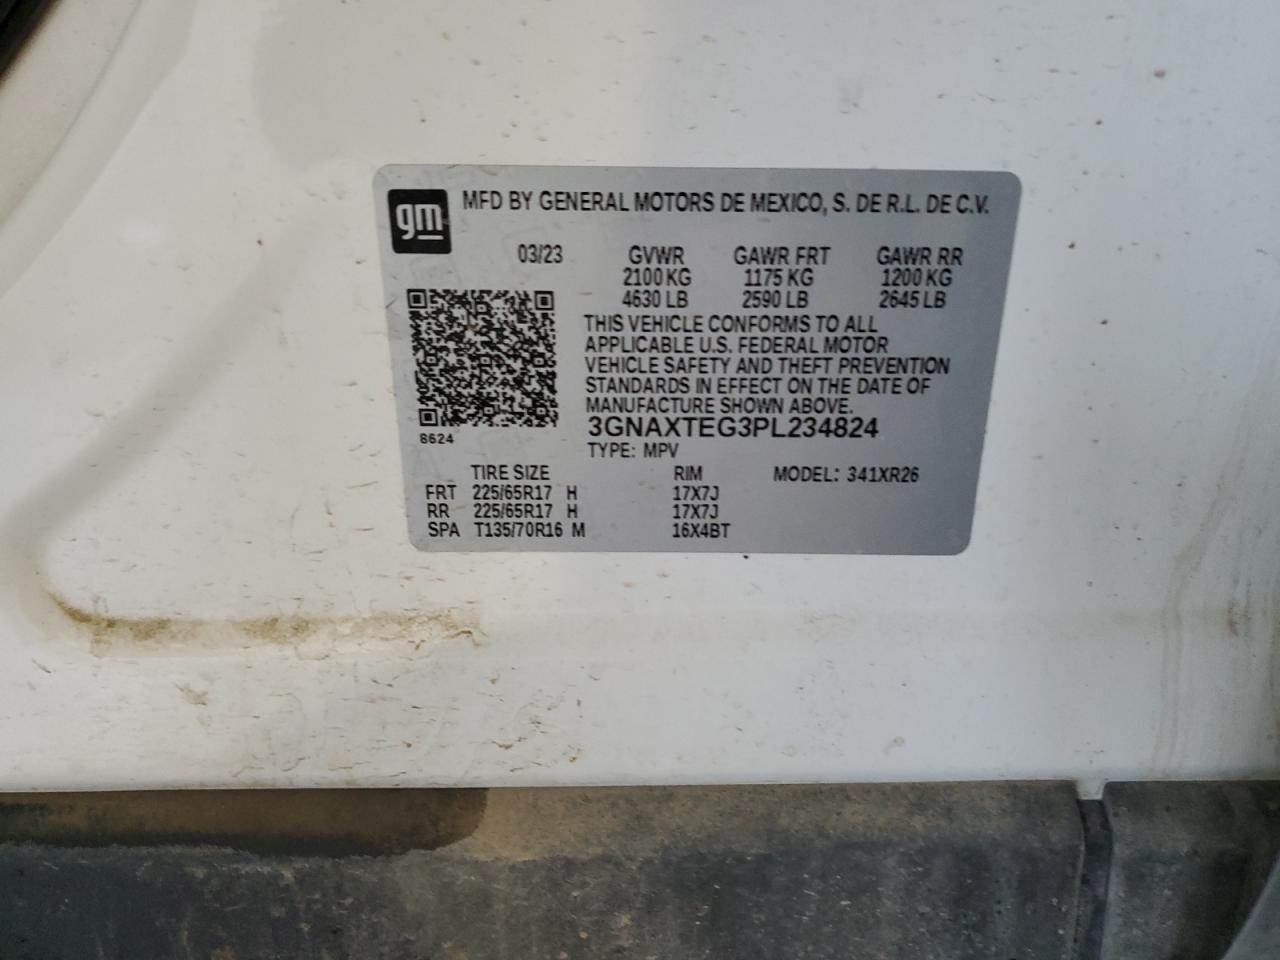 gm MFD BY GENERAL MOTORS DE MEXICO, S. DE R.L. DE C.V.
03/23 GVWR GAWR FRT GAWR RR
2100 KG 1175 KG 1200 KG
4630 LB 2590 LB 2645 LB
THIS VEHICLE CONFORMS TO ALL
APPLICABLE U.S. FEDERAL MOTOR
VEHICLE SAFETY AND THEFT PREVENTION
STANDARDS IN EFFECT ON THE DATE OF
MANUFACTURE SHOWN ABOVE.
3GNAXTEG3PL234824
8624
TYPE: MPV
TIRE SIZE RIM MODEL: 341XR26
FRT 225/65R17 H 17X7J
RR 225/65R17 H 17X7J
SPA T135/70R16 M 16X4BT